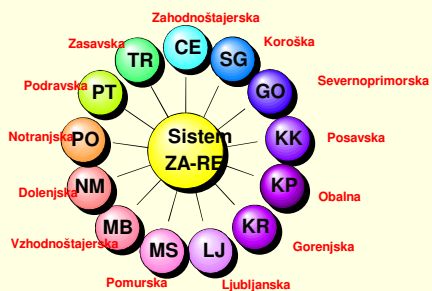 Zahodnoštajerska
CE
Koroška
SG
Severnoprimorska
GO
Posavska
KK
Obalna
KP
Gorenjska
KR
Ljubljanska
LJ
Pomurska
MS
Vzhodnoštajerska
MB
Dolenjska
NM
Notranjska
PO
Podravska
PT
Zasavska
TR
Sistem
ZA-RE